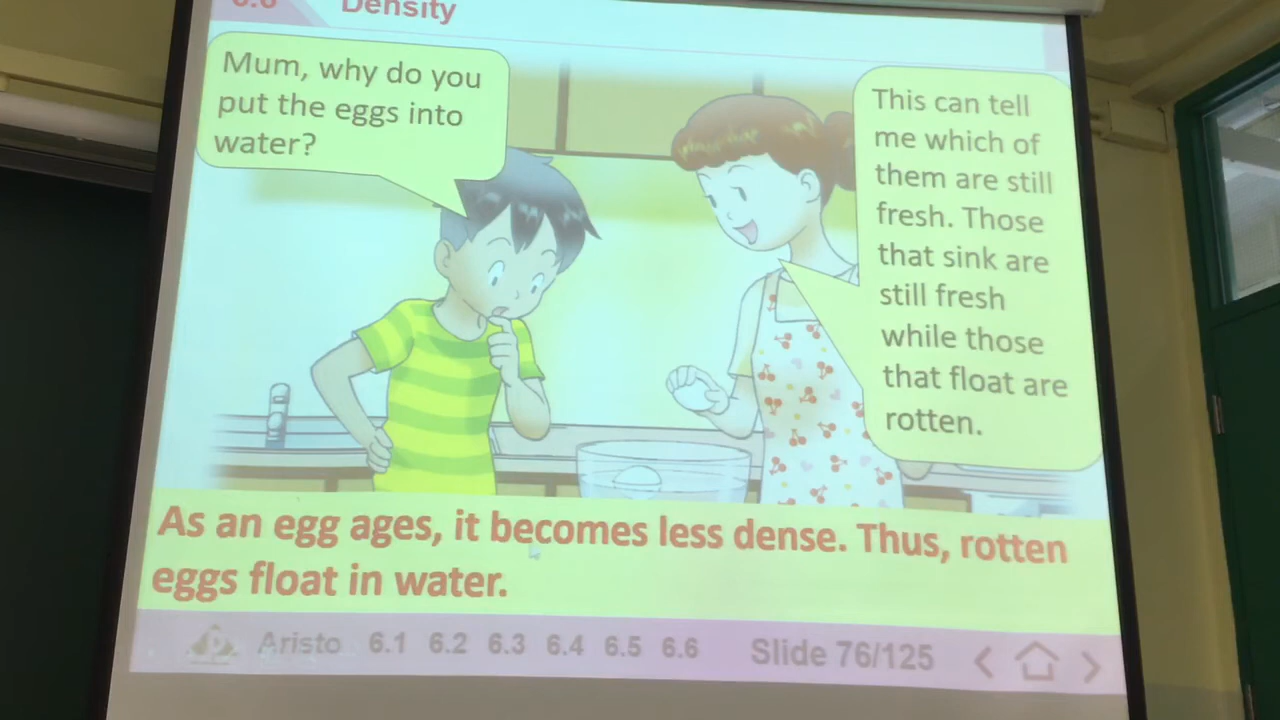 6.6 Density
Mum, why do you
put the eggs into
water?
This can tell
me which of
them are still
fresh. Those
that sink are
still fresh
while those
that float are
rotten.
As an egg ages, it becomes less dense. Thus, rotten
eggs float in water.
Aristo 6.1 6.2 6.3 6.4 6.5 6.6 Slide 76/125